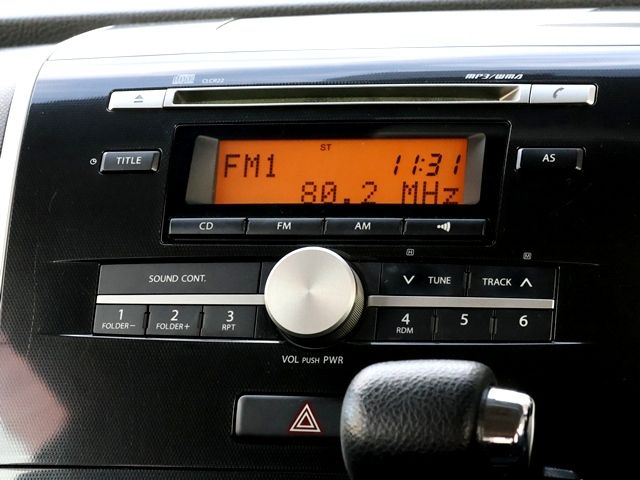 CLCR22 MP3/WMA
TITLE
ST
FM1 11:31
80.2 MHz
AS
CD FM AM
H M
SOUND CONT. TUNE TRACK
1 2 3 4 5 6
FOLDER− FOLDER+ RPT RDM
VOL PUSH PWR